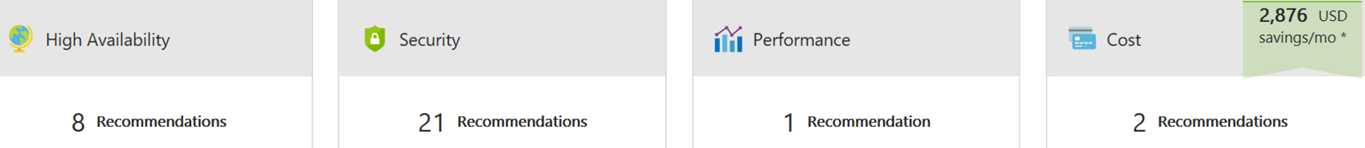 High Availability
8 Recommendations
Security
21 Recommendations
Performance
1 Recommendation
Cost
2,876 USD
savings/mo *
2 Recommendations